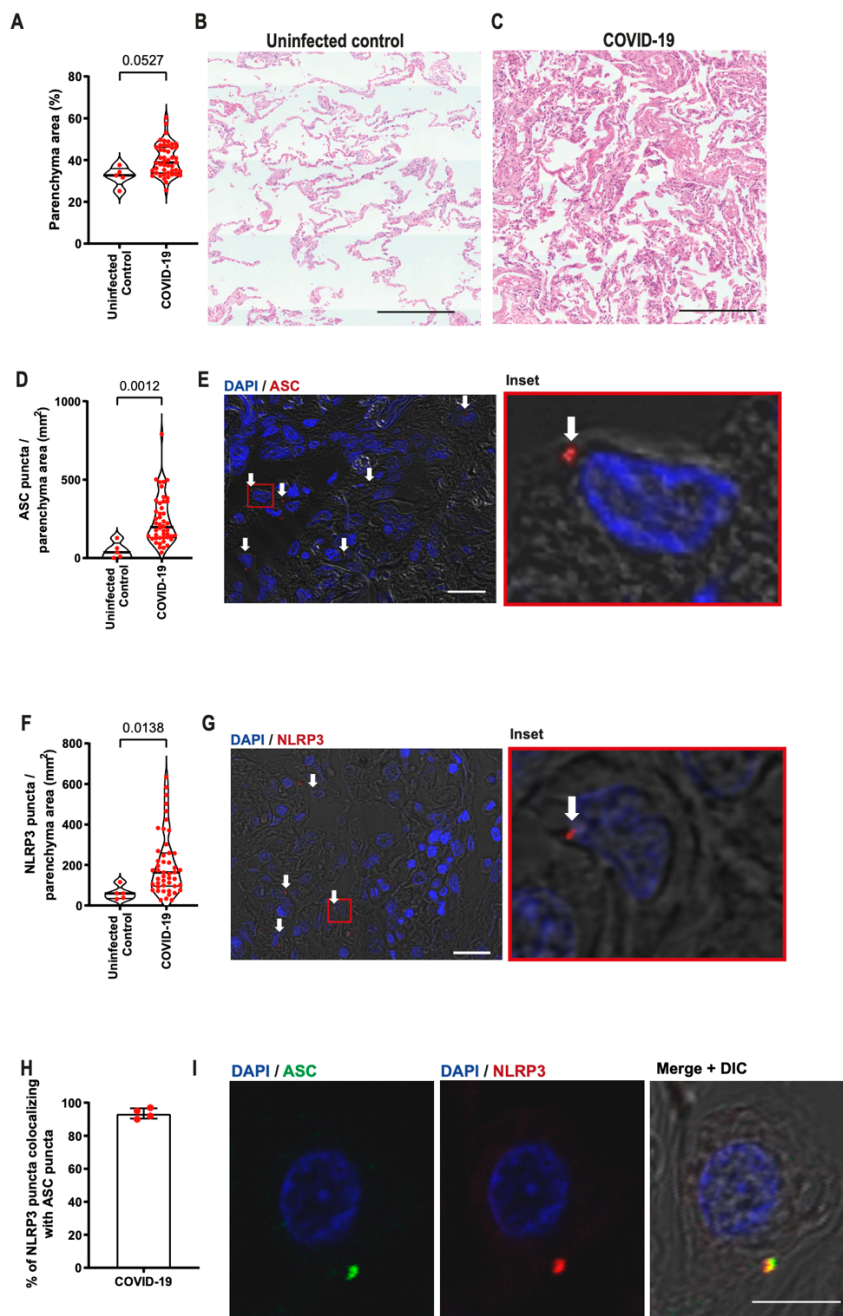 A
0.0527
Parenchyma area (%)
80
60
40
20
0
Uninfected
Control
COVID-19
B
Uninfected control
C
COVID-19
D
0.0012
ASC puncta /
parenchyma area (mm²)
1000
500
0
Uninfected
Control
COVID-19
E
DAPI / ASC
Inset
F
0.0138
NLRP3 puncta /
parenchyma area (mm²)
800
600
400
200
0
Uninfected
Control
COVID-19
G
DAPI / NLRP3
Inset
H
% of NLRP3 puncta colocalizing
with ASC puncta
100
80
60
40
20
0
COVID-19
I
DAPI / ASC
DAPI / NLRP3
Merge + DIC